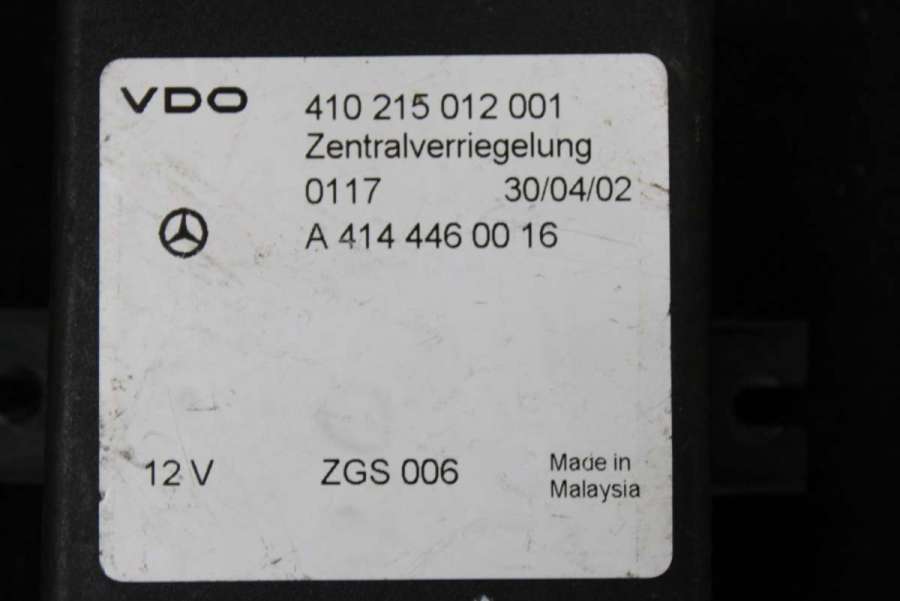 VDO 410 215 012 001
Zentralverriegelung
0117 30/04/02
A 414 446 00 16
12 V ZGS 006 Made in
Malaysia